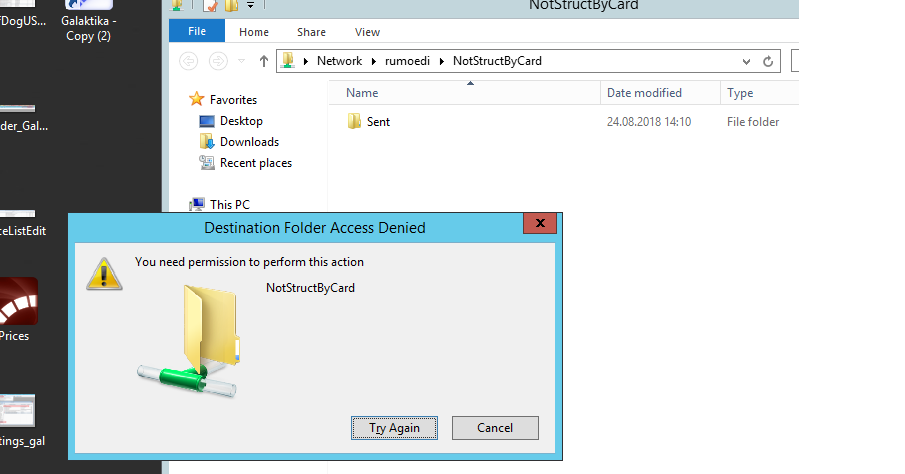 NotStructByCard
fDogUS...
Galaktika -
Copy (2)
File
Home
Share
View
Network
rumoedi
NotStructByCard
Name
Date modified
Type
Favorites
Desktop
Downloads
Recent places
This PC
Sent
24.08.2018 14:10
File folder
der_Gal...
ceListEdit
Prices
tings_gal
Destination Folder Access Denied
x
You need permission to perform this action
NotStructByCard
Try Again
Cancel